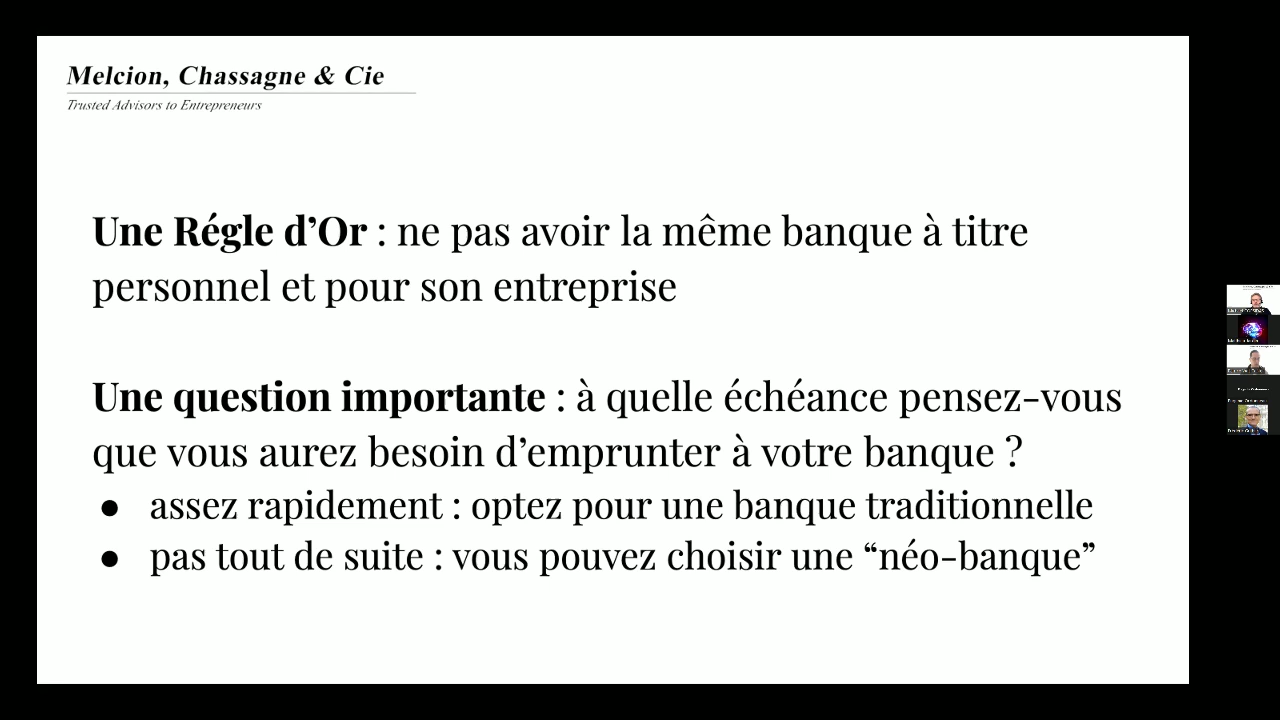 Melcion, Chassagne & Cie
Trusted Advisors to Entrepreneurs
Une Régle d’Or : ne pas avoir la même banque à titre
personnel et pour son entreprise
Une question importante : à quelle échéance pensez-vous
que vous aurez besoin d’emprunter à votre banque ?
● assez rapidement : optez pour une banque traditionnelle
● pas tout de suite : vous pouvez choisir une “néo-banque”